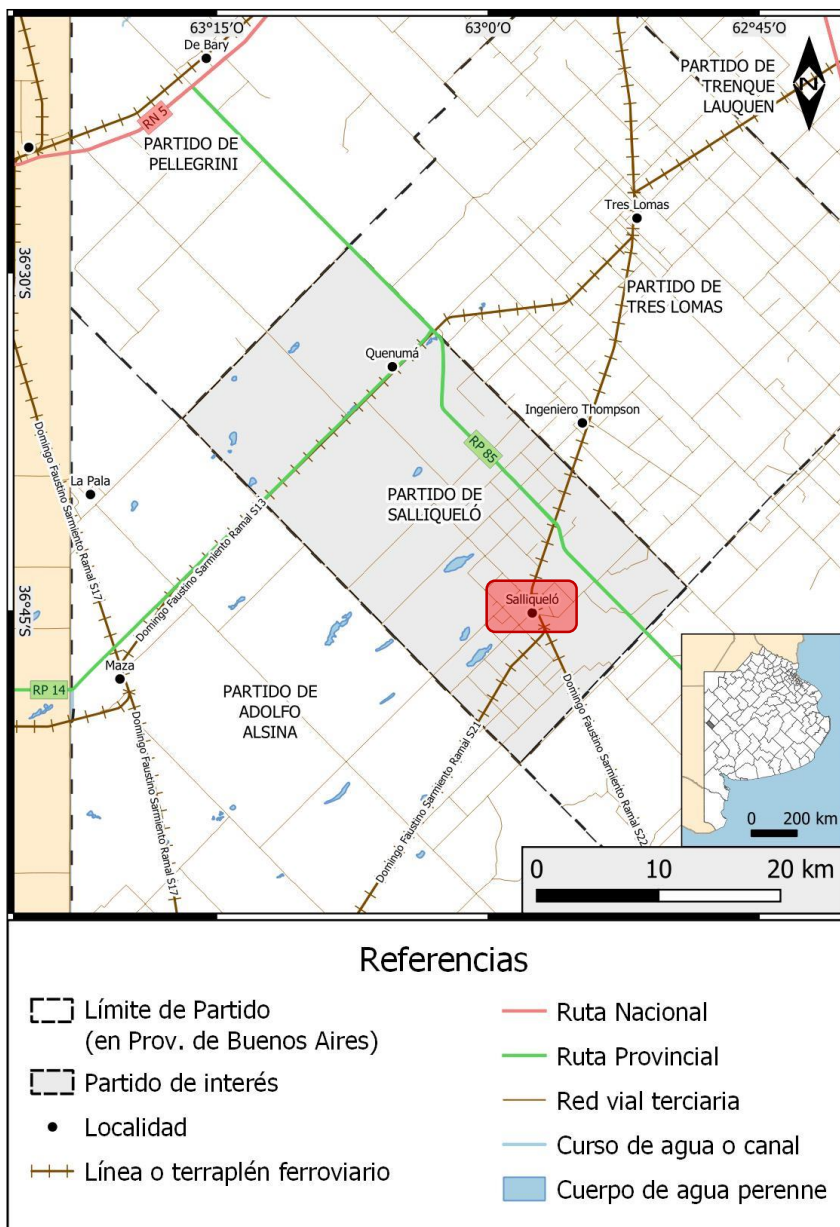 63°15'O
63°0'O
62°45'O
De Bary
PARTIDO DE
TRENQUE
LAUQUEN
N
RN 5
PARTIDO DE
PELLEGRINI
Tres Lomas
36°30'S
PARTIDO DE
TRES LOMAS
Quenumá
Ingeniero Thompson
Domingo Faustino Sarmiento Ramal S17
RP 85
La Pala
PARTIDO DE
SALLIQUELÓ
Domingo Faustino Sarmiento Ramal S13
Salliqueló
36°45'S
Maza
RP 14
PARTIDO DE
ADOLFO
ALSINA
Domingo Faustino Sarmiento Ramal S17
Domingo Faustino Sarmiento Ramal S21
Domingo Faustino Sarmiento Ramal S22
0 200 km
0 10 20 km
Referencias
Límite de Partido
(en Prov. de Buenos Aires)
Partido de interés
Localidad
Línea o terraplén ferroviario
Ruta Nacional
Ruta Provincial
Red vial terciaria
Curso de agua o canal
Cuerpo de agua perenne